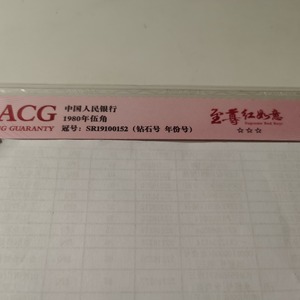 ACG
GUARANTY
中国人民银行
1980年伍角
冠号：SR19100152（钻石号 年份号）
至尊红如意
☆☆☆